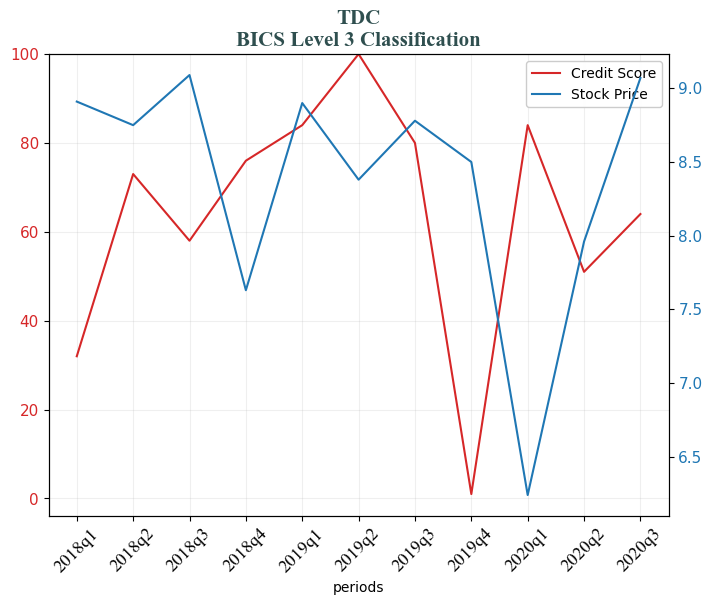 TDC
BICS Level 3 Classification
Credit Score
Stock Price
100
80
60
40
20
0
9.0
8.5
8.0
7.5
7.0
6.5
2018q1
2018q2
2018q3
2018q4
2019q1
2019q2
2019q3
2019q4
2020q1
2020q2
2020q3
periods